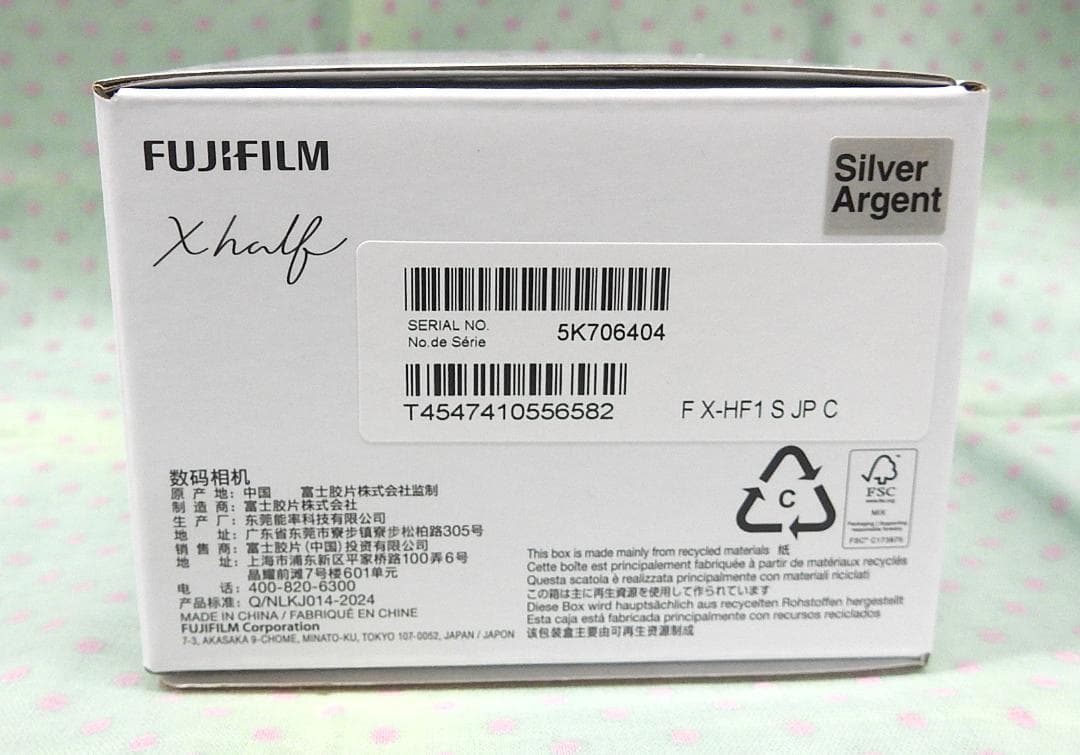 FUJIFILM
X half
Silver
Argent
SERIAL NO.
No.de Série
5K706404
T4547410556582
F X-HF1 S JP C
数码相机
原 产 地: 中国 富士胶片株式会社监制
制 造 商: 富士胶片株式会社
生 产 厂: 东莞能率科技有限公司
地 址: 广东省东莞市寮步镇寮步松柏路305号
销 售 商: 富士胶片(中国)投资有限公司
地 址: 上海市浦东新区平家桥路100弄6号
晶耀前滩7号楼601单元
电 话: 400-820-6300
产品标准: Q/NLKJ014-2024
MADE IN CHINA / FABRIQUÉ EN CHINE
FUJIFILM Corporation
7-3, AKASAKA 9-CHOME, MINATO-KU, TOKYO 107-0052, JAPAN / JAPON
C
FSC
www.fsc.org
MIX
Packaging | Supporting
responsible forestry
FSC® C173975
This box is made mainly from recycled materials 紙
Cette boîte est principalement fabriquée à partir de matériaux recyclés
Questa scatola è realizzata principalmente con materiali riciclati
この箱は主に再生資源を使用して作られています
Diese Box wird hauptsächlich aus recycelten Rohstoffen hergestellt
Esta caja está fabricada principalmente con recursos reciclados
该包装盒主要由可再生资源制成